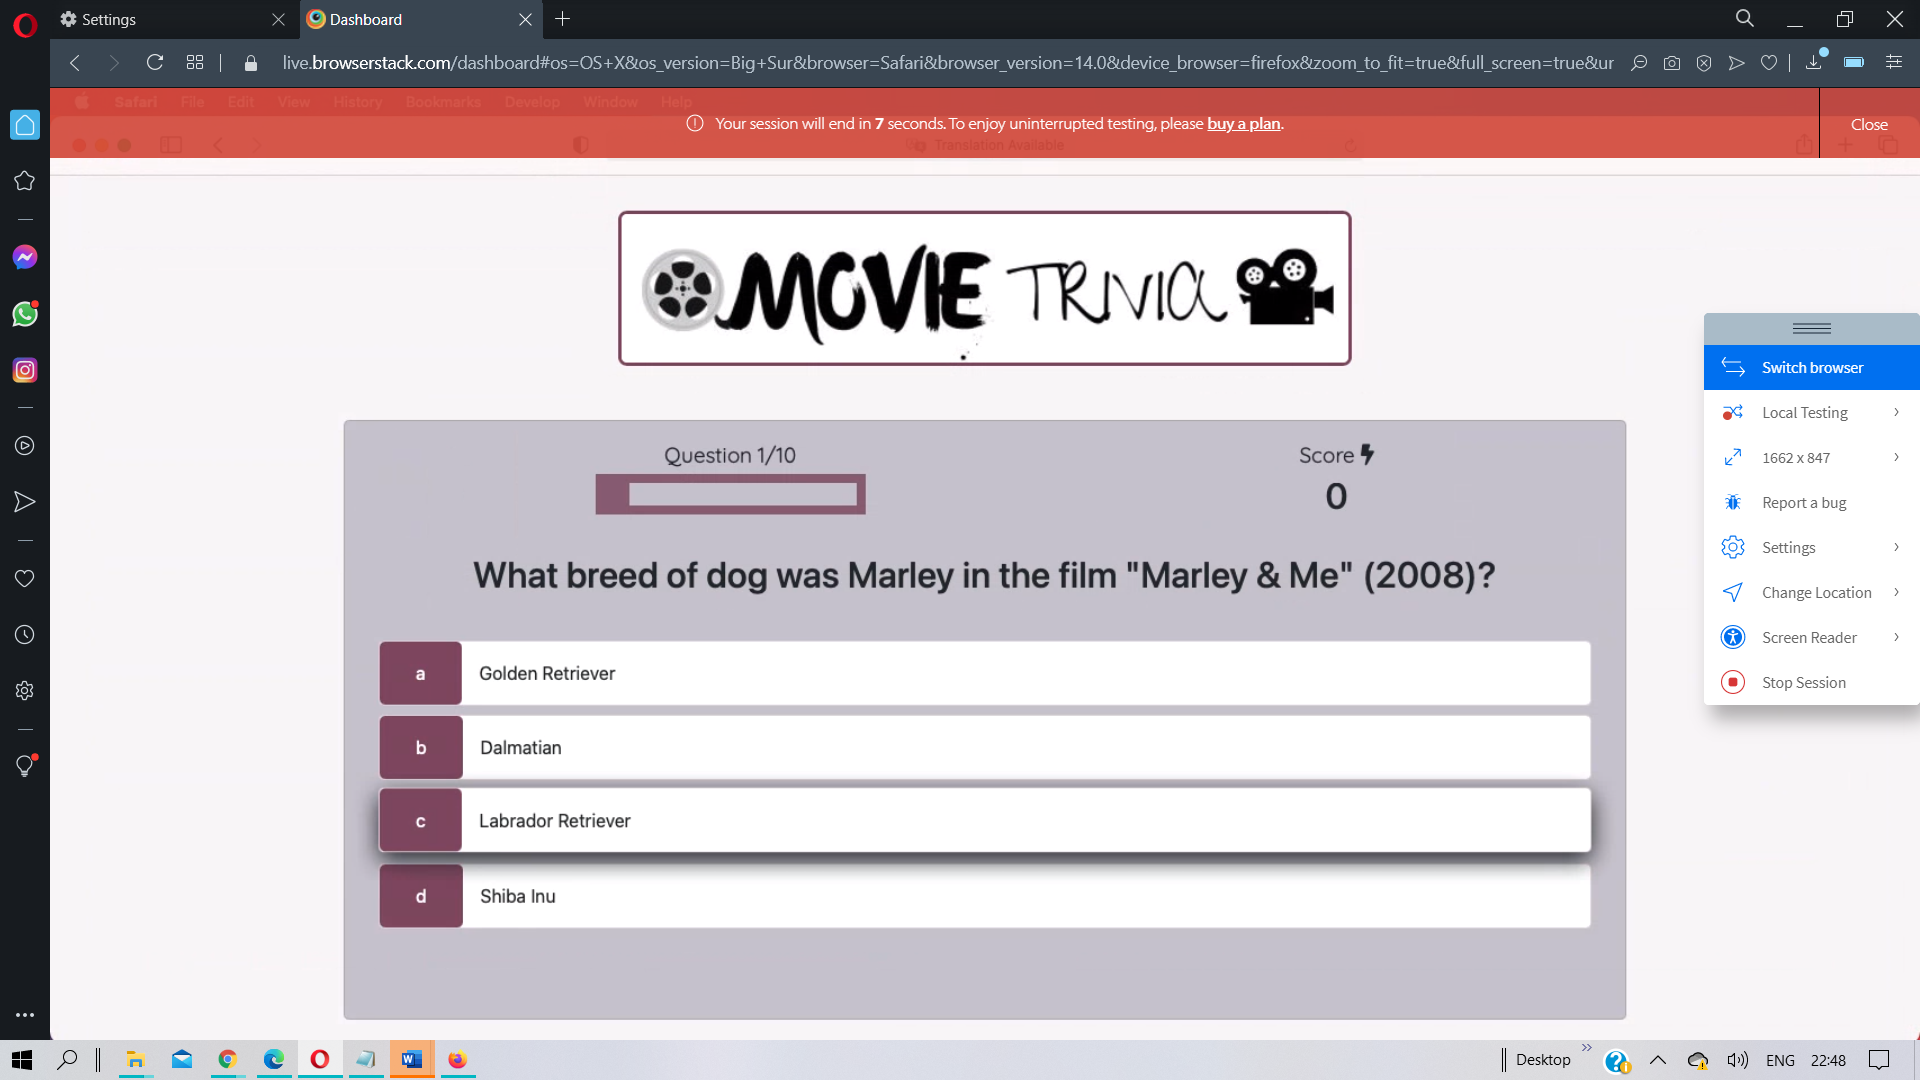 Settings
Dashboard
live.browserstack.com/dashboard#os=OS+X&os_version=Big+Sur&browser=Safari&browser_version=14.0&device_browser=firefox&zoom_to_fit=true&full_screen=true&ur
Safari File Edit View History Bookmarks Develop Window Help
Your session will end in 7 seconds. To enjoy uninterrupted testing, please buy a plan.
Close
Translation Available
MOVIE TRIVIA
Switch browser
Local Testing
1662 x 847
Report a bug
Settings
Change Location
Screen Reader
Stop Session
Question 1/10
Score
0
What breed of dog was Marley in the film "Marley & Me" (2008)?
a Golden Retriever
b Dalmatian
c Labrador Retriever
d Shiba Inu
Desktop
ENG
22:48